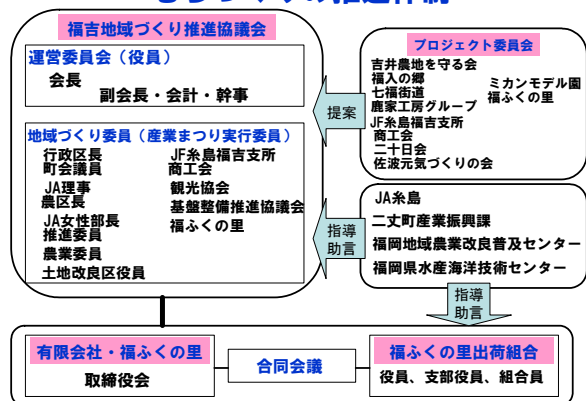 福吉地域づくり推進協議会
運営委員会（役員）
会長
副会長・会計・幹事
地域づくり委員（産業まつり実行委員）
行政区長
町会議員
JA理事
農区長
JA女性部長
推進委員
農業委員
土地改良区役員
JF糸島福吉支所
商工会
観光協会
基盤整備推進協議会
福ふくの里
提案
指導
助言
プロジェクト委員会
吉井農地を守る会
福入の郷
七福街道
鹿家工房グループ
JF糸島福吉支所
商工会
二十日会
佐波元気づくりの会
ミカンモデル園
福ふくの里
JA糸島
二丈町産業振興課
福岡地域農業改良普及センター
福岡県水産海洋技術センター
指導
助言
有限会社・福ふくの里
取締役会
合同会議
福ふくの里出荷組合
役員、支部役員、組合員